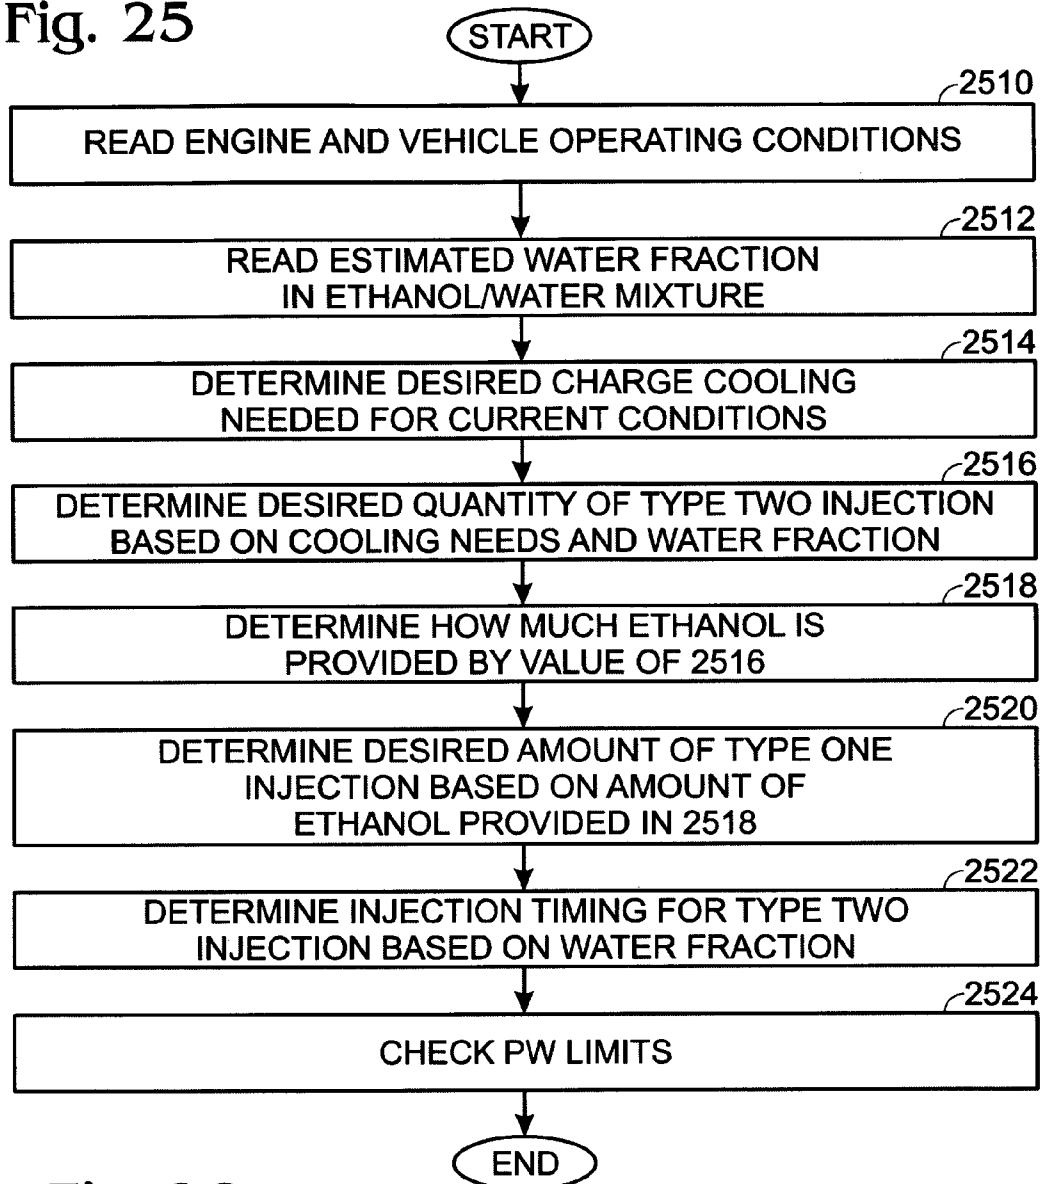 Fig. 25
START
2510
READ ENGINE AND VEHICLE OPERATING CONDITIONS
2512
READ ESTIMATED WATER FRACTION
IN ETHANOL/WATER MIXTURE
2514
DETERMINE DESIRED CHARGE COOLING
NEEDED FOR CURRENT CONDITIONS
2516
DETERMINE DESIRED QUANTITY OF TYPE TWO INJECTION
BASED ON COOLING NEEDS AND WATER FRACTION
2518
DETERMINE HOW MUCH ETHANOL IS
PROVIDED BY VALUE OF 2516
2520
DETERMINE DESIRED AMOUNT OF TYPE ONE
INJECTION BASED ON AMOUNT OF
ETHANOL PROVIDED IN 2518
2522
DETERMINE INJECTION TIMING FOR TYPE TWO
INJECTION BASED ON WATER FRACTION
2524
CHECK PW LIMITS
END